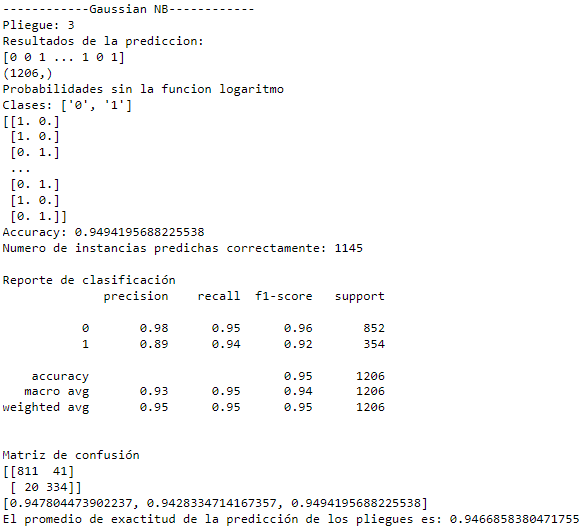 ------------Gaussian NB------------
Pliegue: 3
Resultados de la prediccion:
[0 0 1 ... 1 0 1]
(1206,)
Probabilidades sin la funcion logaritmo
Clases: ['0', '1']
[[1. 0.]
 [1. 0.]
 [0. 1.]
 ...
 [0. 1.]
 [1. 0.]
 [0. 1.]]
Accuracy: 0.9494195688225538
Numero de instancias predichas correctamente: 1145

Reporte de clasificación
              precision    recall  f1-score   support

           0       0.98      0.95      0.96       852
           1       0.89      0.94      0.92       354

    accuracy                           0.95      1206
   macro avg       0.93      0.95      0.94      1206
weighted avg       0.95      0.95      0.95      1206


Matriz de confusión
[[811  41]
 [ 20 334]]
[0.947804473902237, 0.9428334714167357, 0.9494195688225538]
El promedio de exactitud de la predicción de los pliegues es: 0.9466858380471755